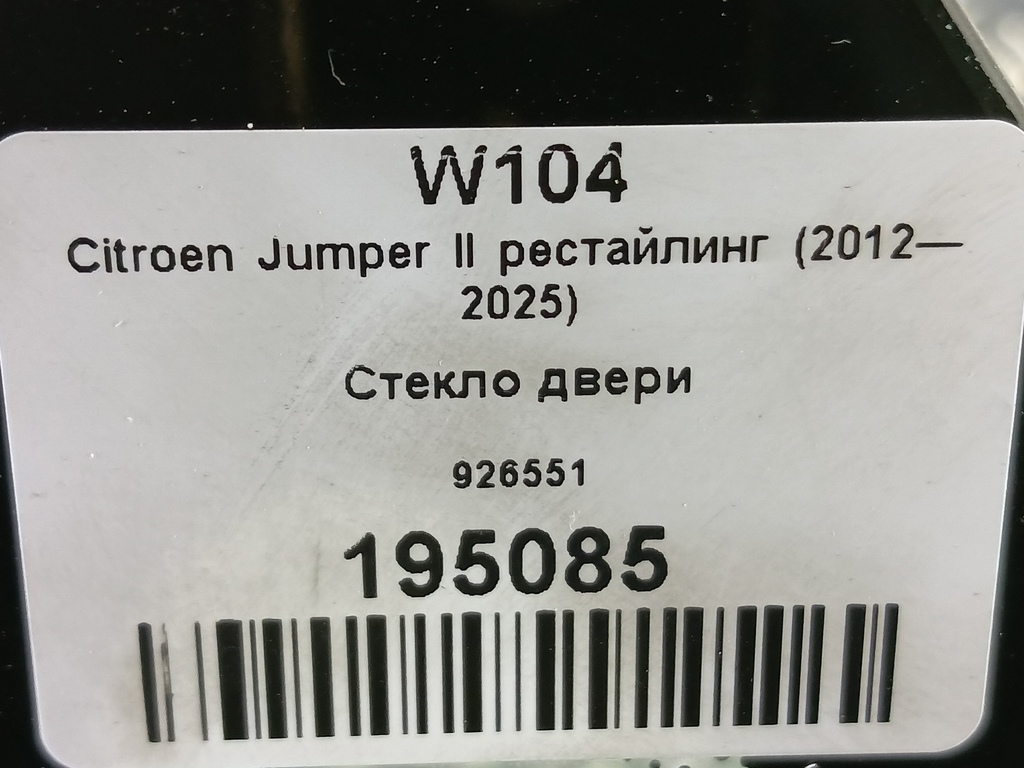 W104
Citroen Jumper II рестайлинг (2012—
2025)
Стекло двери
926551
195085